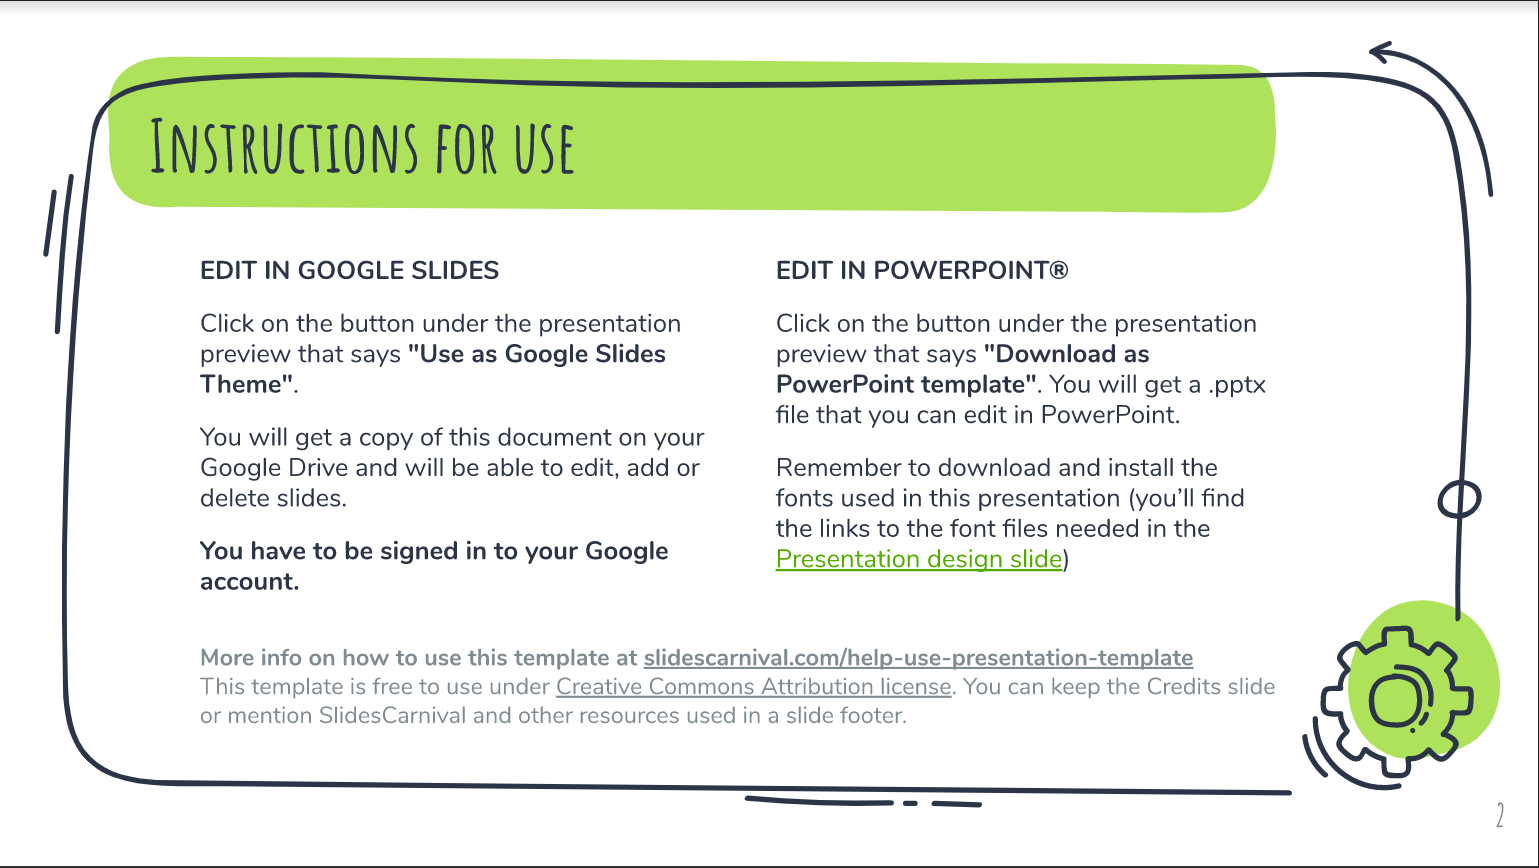 Instructions for use
EDIT IN GOOGLE SLIDES
Click on the button under the presentation
preview that says "Use as Google Slides
Theme".
You will get a copy of this document on your
Google Drive and will be able to edit, add or
delete slides.
You have to be signed in to your Google
account.
EDIT IN POWERPOINT®
Click on the button under the presentation
preview that says "Download as
PowerPoint template". You will get a .pptx
file that you can edit in PowerPoint.
Remember to download and install the
fonts used in this presentation (you’ll find
the links to the font files needed in the
Presentation design slide)
More info on how to use this template at slidescarnival.com/help-use-presentation-template
This template is free to use under Creative Commons Attribution license. You can keep the Credits slide
or mention SlidesCarnival and other resources used in a slide footer.
2